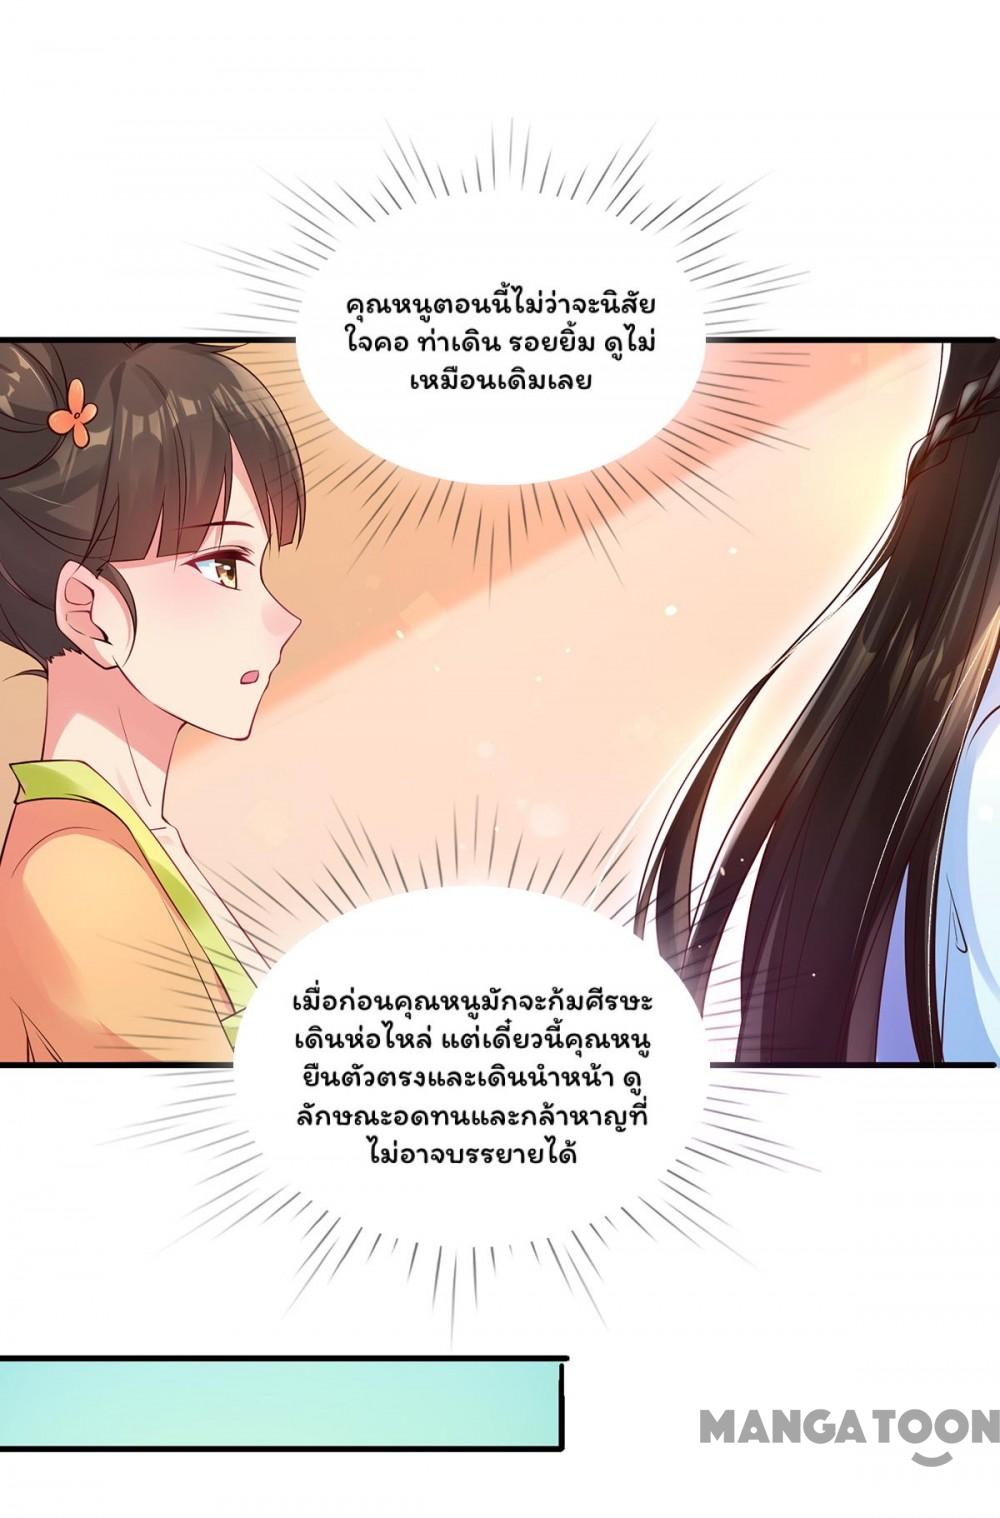 คุณหนูตอนนี้ไม่ว่าจะนิสัย
ใจคอ ท่าเดิน รอยยิ้ม ดูไม่
เหมือนเดิมเลย
เมื่อก่อนคุณหนูมักจะก้มศีรษะ
เดินห่อไหล่ แต่เดี๋ยวนี้คุณหนู
ยืนตัวตรงและเดินนำหน้า ดู
ลักษณะอดทนและกล้าหาญที่
ไม่อาจบรรยายได้
MANGATOON